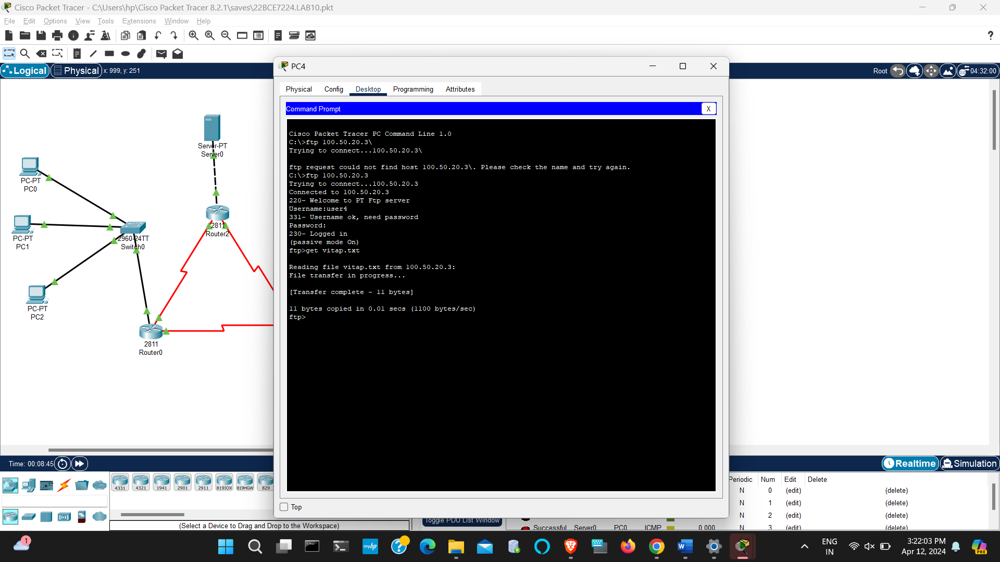 Cisco Packet Tracer - C:\Users\hp\Cisco Packet Tracer 8.2.1\saves\22BCE7224.LAB10.pkt
File Edit Options View Tools Extensions Window Help
?
Logical Physical x: 999, y: 251
Root 04:32:00
PC4
Physical Config Desktop Programming Attributes
Command Prompt
X
Cisco Packet Tracer PC Command Line 1.0
C:\>ftp 100.50.20.3\
Trying to connect...100.50.20.3\
ftp request could not find host 100.50.20.3\. Please check the name and try again.
C:\>ftp 100.50.20.3
Trying to connect...100.50.20.3
Connected to 100.50.20.3
220- Welcome to PT Ftp server
Username:user4
331- Username ok, need password
Password:
230- Logged in
(passive mode On)
ftp>get vitap.txt
Reading file vitap.txt from 100.50.20.3:
File transfer in progress...
[Transfer complete - 11 bytes]
11 bytes copied in 0.01 secs (1100 bytes/sec)
ftp>
Top
Server-PT
Server0
PC-PT
PC0
2811
Router2
PC-PT
PC1
2960-24TT
Switch0
PC-PT
PC2
2811
Router0
Time: 00:08:45
Realtime Simulation
4331 4321 1941 2901 2911 819IOX 819HGW 829
(Select a Device to Drag and Drop to the Workspace)
Toggle PDU List Window
Periodic Num Edit Delete
N 0 (edit) (delete)
N 1 (edit) (delete)
N 2 (edit) (delete)
Successful Server0 PC0 ICMP 0.000 N 3 (edit) (delete)
1
myhp
ENG
IN
3:22:03 PM
Apr 12, 2024
PRE